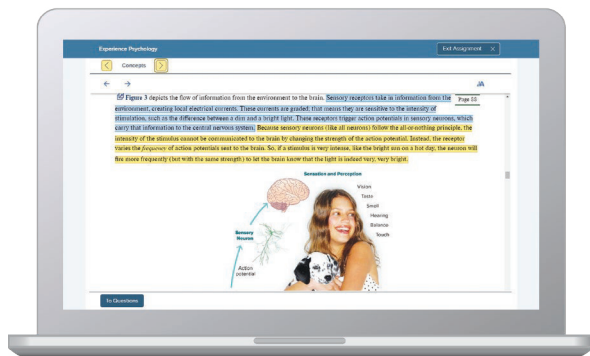 Experience Psychology
Exit Assignment X
Concepts
Figure 3 depicts the flow of information from the environment to the brain. Sensory receptors take in information from the
Page 88
environment, creating local electrical currents. These currents are graded; that means they are sensitive to the intensity of
stimulation, such as the difference between a dim and a bright light. These receptors trigger action potentials in sensory neurons, which
carry that information to the central nervous system. Because sensory neurons (like all neurons) follow the all-or-nothing principle, the
intensity of the stimulus cannot be communicated to the brain by changing the strength of the action potential. Instead, the receptor
varies the frequency of action potentials sent to the brain. So, if a stimulus is very intense, like the bright sun on a hot day, the neuron will
fire more frequently (but with the same strength) to let the brain know that the light is indeed very, very bright.
Sensation and Perception
Vision
Taste
Smell
Hearing
Balance
Touch
Sensory
Neuron
Action
potential
To Questions